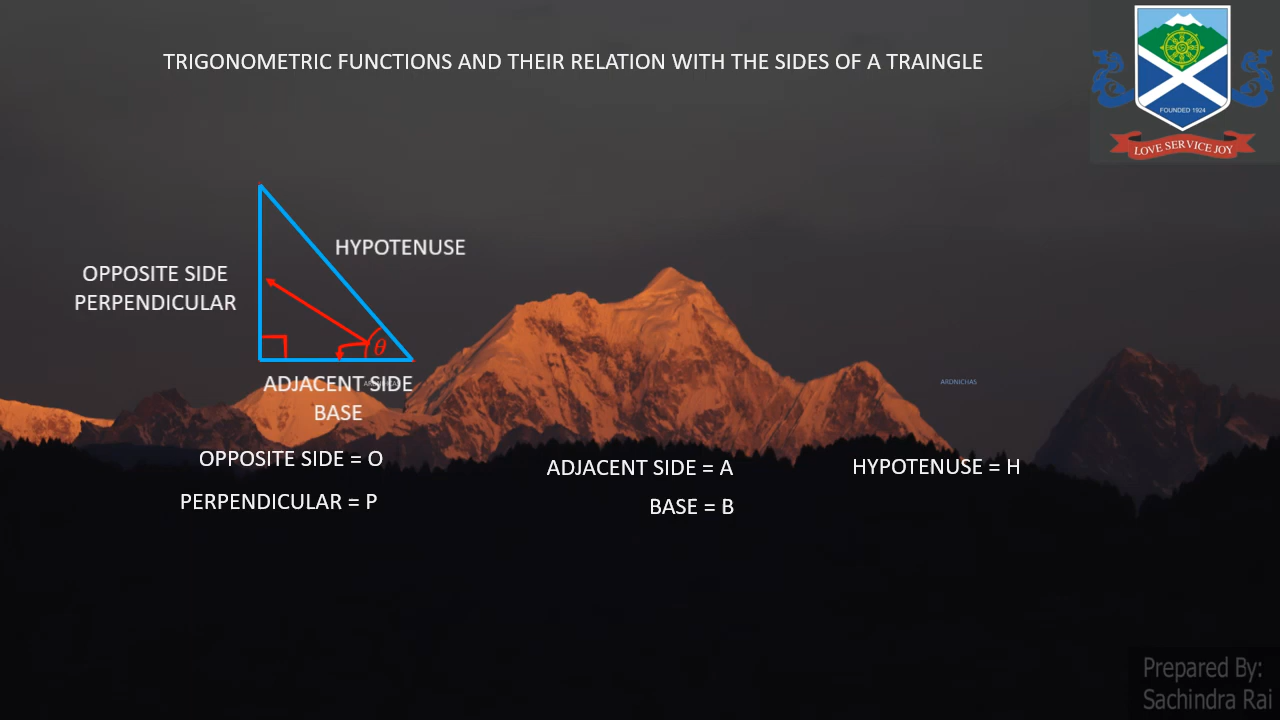 TRIGONOMETRIC FUNCTIONS AND THEIR RELATION WITH THE SIDES OF A TRAINGLE
FOUNDED 1924
LOVE SERVICE JOY
HYPOTENUSE
OPPOSITE SIDE
PERPENDICULAR
θ
ADJACENT SIDE
BASE
ARDNICHAS
OPPOSITE SIDE = O
PERPENDICULAR = P
ADJACENT SIDE = A
BASE = B
HYPOTENUSE = H
Prepared By:
Sachindra Rai